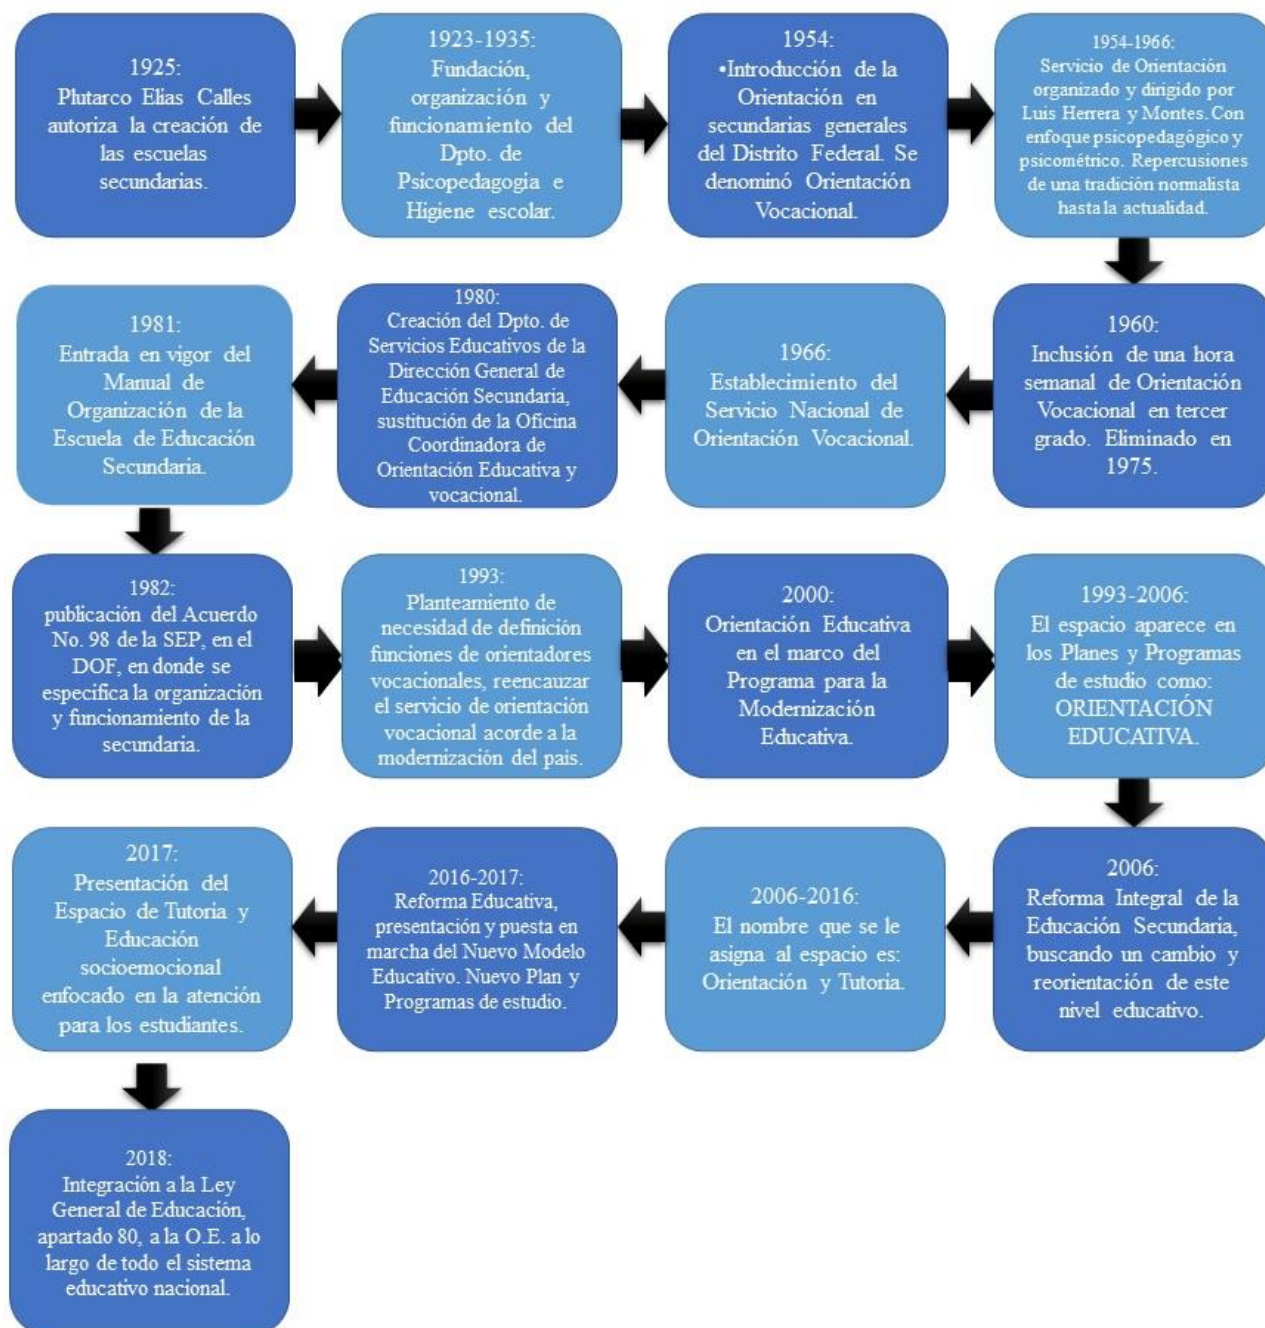 1925:
Plutarco Elias Calles
autoriza la creación de
las escuelas
secundarias.
1923-1935:
Fundación,
organización y
funcionamiento del
Dpto. de
Psicopedagogia e
Higiene escolar.
1954:
•Introducción de la
Orientación en
secundarias generales
del Distrito Federal. Se
denominó Orientación
Vocacional.
1954-1966:
Servicio de Orientación
organizado y dirigido por
Luis Herrera y Montes. Con
enfoque psicopedagógico y
psicométrico. Repercusiones
de una tradición normalista
hasta la actualidad.
1960:
Inclusión de una hora
semanal de Orientación
Vocacional en tercer
grado. Eliminado en
1975.
1966:
Establecimiento del
Servicio Nacional de
Orientación Vocacional.
1980:
Creación del Dpto. de
Servicios Educativos de la
Dirección General de
Educación Secundaria,
sustitución de la Oficina
Coordinadora de
Orientación Educativa y
vocacional.
1981:
Entrada en vigor del
Manual de
Organización de la
Escuela de Educación
Secundaria.
1982:
publicación del Acuerdo
No. 98 de la SEP, en el
DOF, en donde se
especifica la organización
y funcionamiento de la
secundaria.
1993:
Planteamiento de
necesidad de definición
funciones de orientadores
vocacionales, reencauzar
el servicio de orientación
vocacional acorde a la
modernización del país.
2000:
Orientación Educativa
en el marco del
Programa para la
Modernización
Educativa.
1993-2006:
El espacio aparece en
los Planes y Programas
de estudio como:
ORIENTACIÓN
EDUCATIVA.
2006:
Reforma Integral de la
Educación Secundaria,
buscando un cambio y
reorientación de este
nivel educativo.
2006-2016:
El nombre que se le
asigna al espacio es:
Orientación y Tutoria.
2016-2017:
Reforma Educativa,
presentación y puesta en
marcha del Nuevo Modelo
Educativo. Nuevo Plan y
Programas de estudio.
2017:
Presentación del
Espacio de Tutoria y
Educación
socioemocional
enfocado en la atención
para los estudiantes.
2018:
Integración a la Ley
General de Educación,
apartado 80, a la O.E. a lo
largo de todo el sistema
educativo nacional.